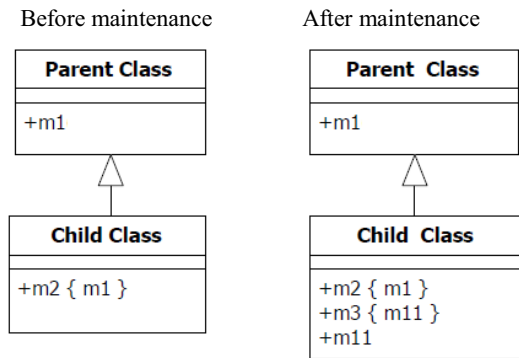 Before maintenance
Parent Class
+m1
Child Class
+m2 { m1 }
After maintenance
Parent Class
+m1
Child Class
+m2 { m1 }
+m3 { m11 }
+m11